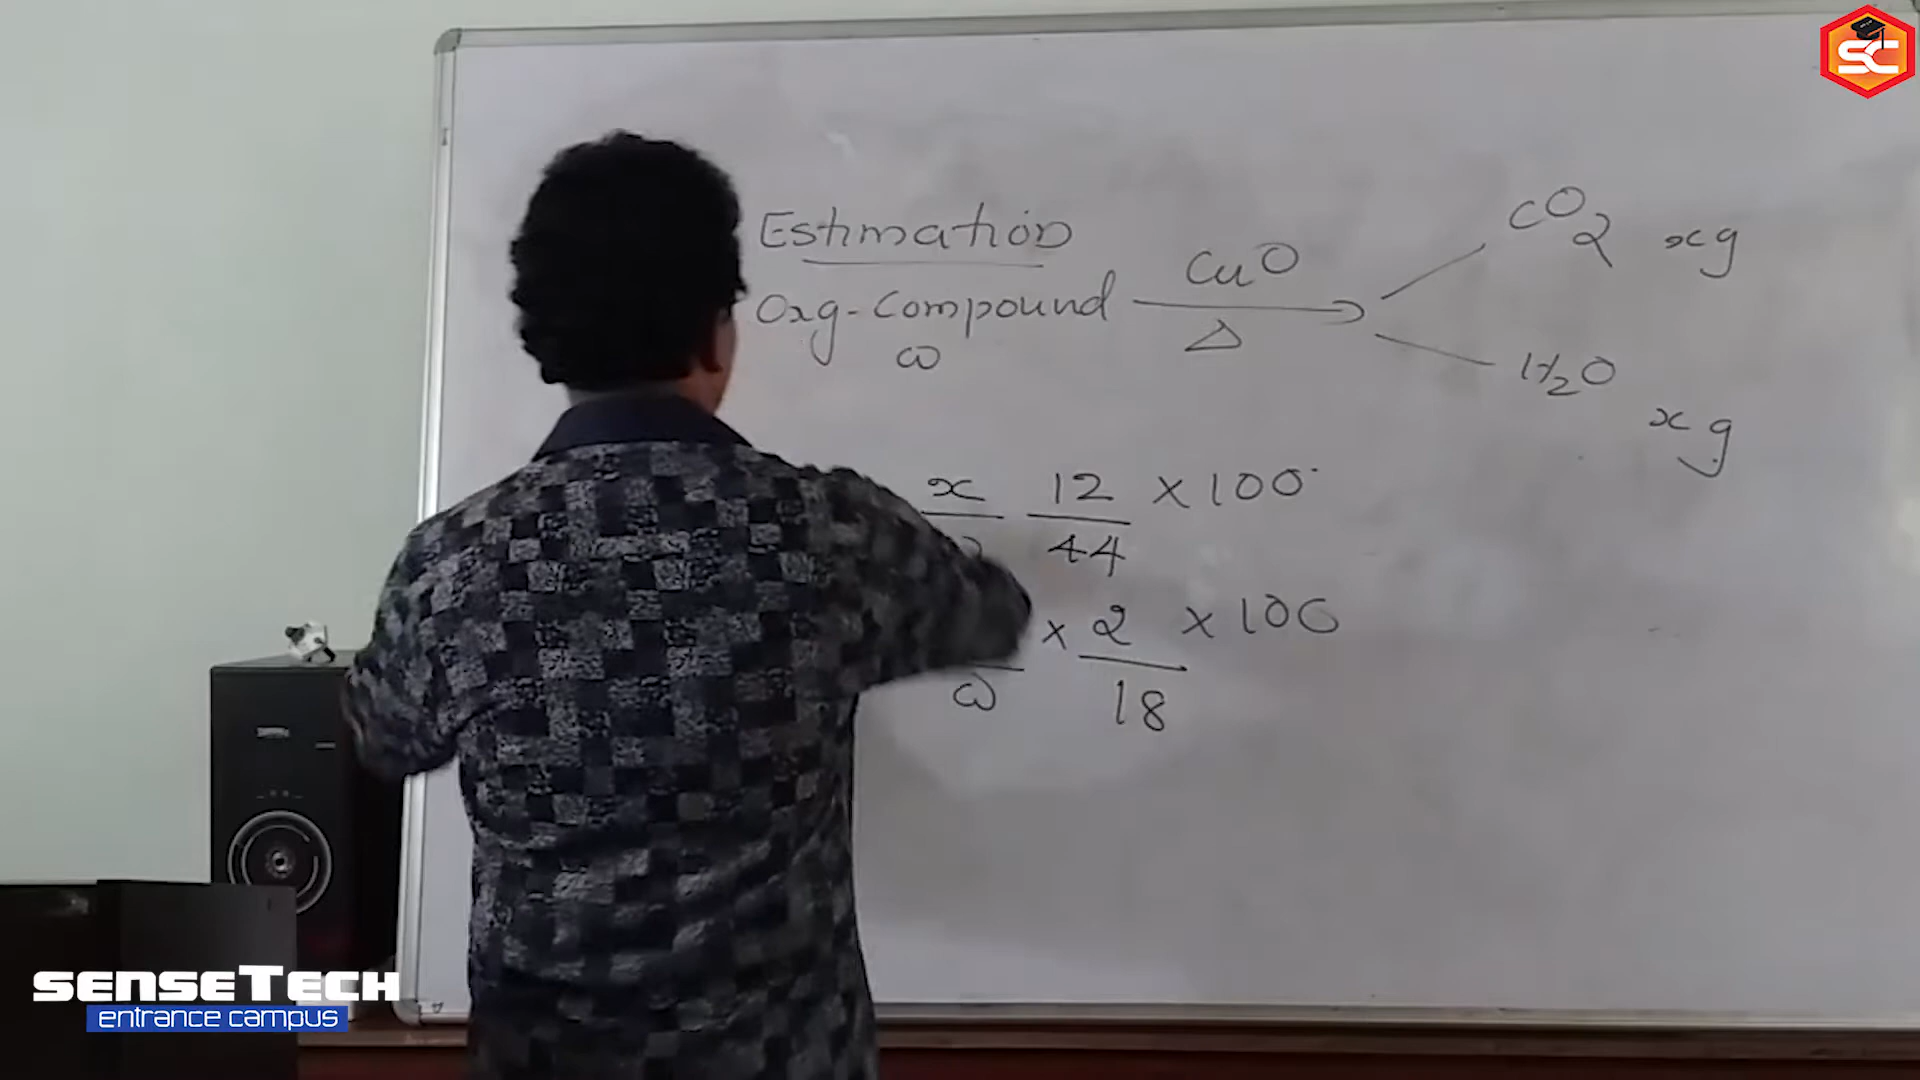 SC
Estimation
Org-Compound CuO Δ CO2 xg
ω H2O xg
x 12 × 100
44
× 2 × 100
ω 18
SENSETECH
entrance campus